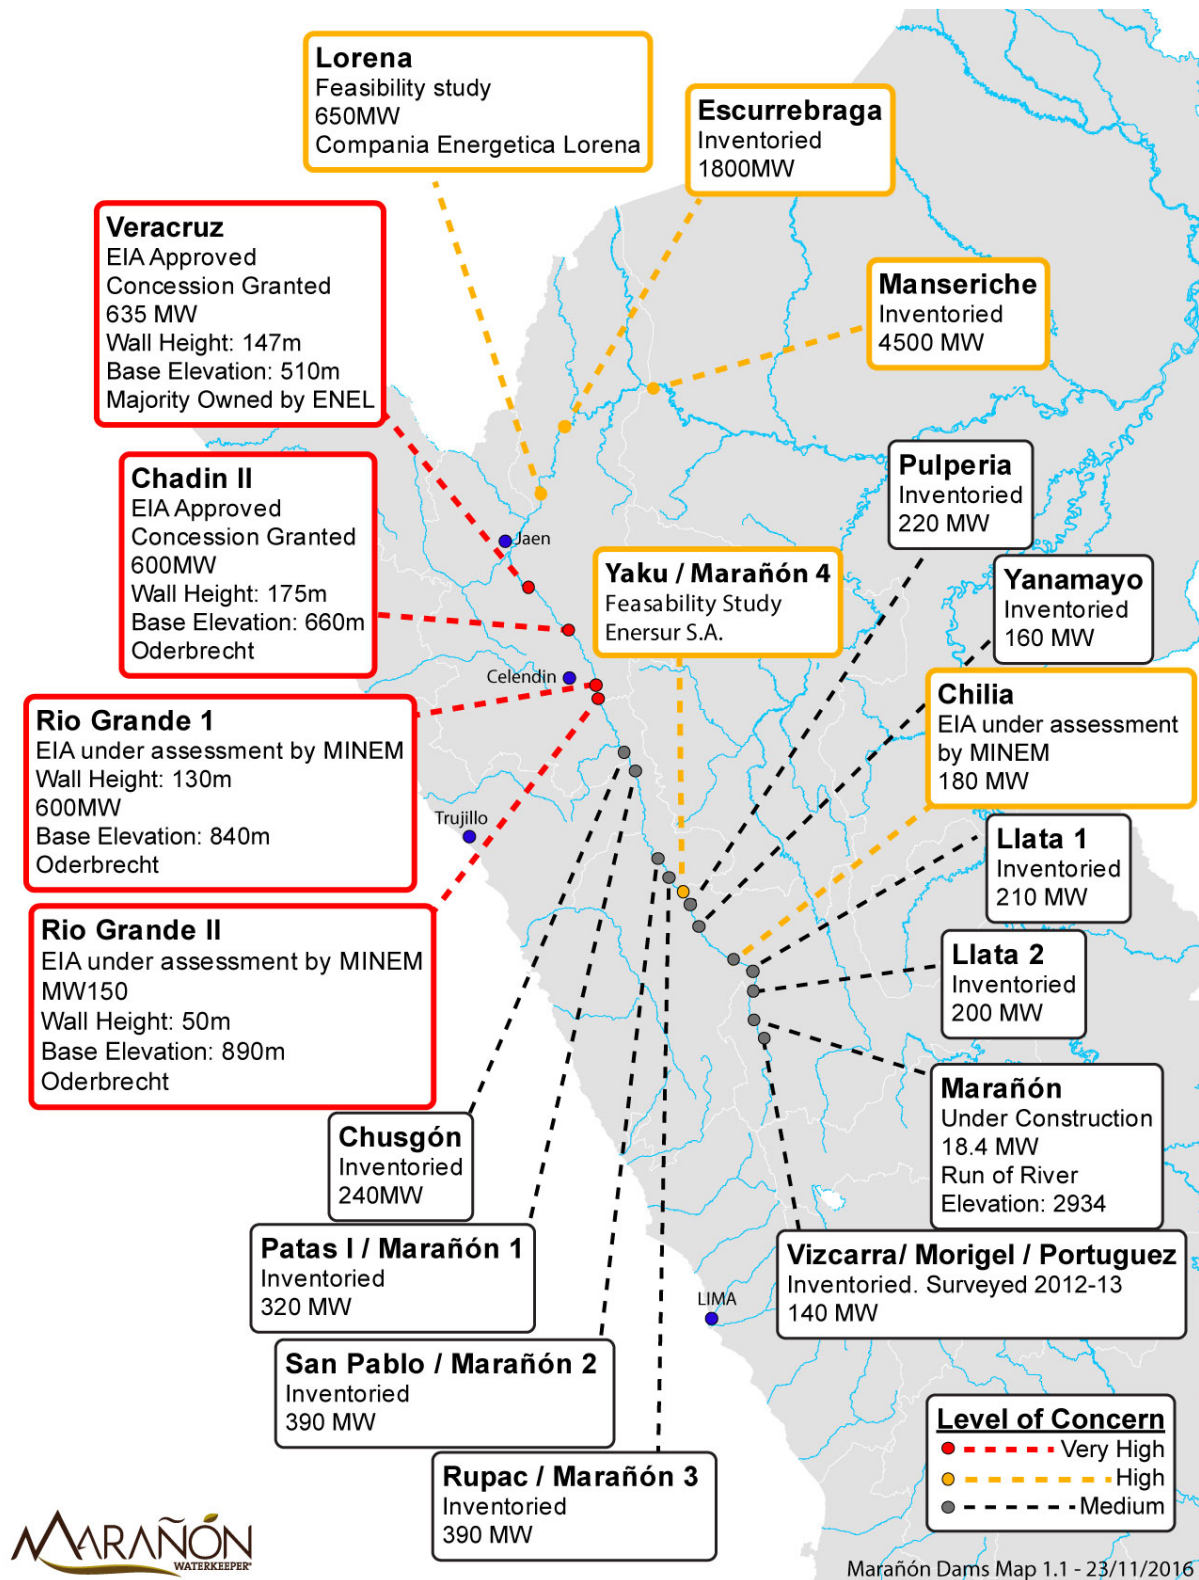 Lorena
Feasibility study
650MW
Compania Energetica Lorena
Escurrebraga
Inventoried
1800MW
Veracruz
EIA Approved
Concession Granted
635 MW
Wall Height: 147m
Base Elevation: 510m
Majority Owned by ENEL
Manseriche
Inventoried
4500 MW
Chadin II
EIA Approved
Concession Granted
600MW
Wall Height: 175m
Base Elevation: 660m
Oderbrecht
Pulperia
Inventoried
220 MW
Jaen
Yaku / Marañón 4
Feasability Study
Enersur S.A.
Yanamayo
Inventoried
160 MW
Celendin
Chilia
EIA under assessment
by MINEM
180 MW
Rio Grande 1
EIA under assessment by MINEM
Wall Height: 130m
600MW
Base Elevation: 840m
Oderbrecht
Trujillo
Llata 1
Inventoried
210 MW
Rio Grande II
EIA under assessment by MINEM
MW150
Wall Height: 50m
Base Elevation: 890m
Oderbrecht
Llata 2
Inventoried
200 MW
Marañón
Under Construction
18.4 MW
Run of River
Elevation: 2934
Chusgón
Inventoried
240MW
Patas I / Marañón 1
Inventoried
320 MW
Vizcarra/ Morigel / Portuguez
Inventoried. Surveyed 2012-13
140 MW
LIMA
San Pablo / Marañón 2
Inventoried
390 MW
Rupac / Marañón 3
Inventoried
390 MW
Level of Concern
Very High
High
Medium
MARAÑÓN
WATERKEEPER®
Marañón Dams Map 1.1 - 23/11/2016